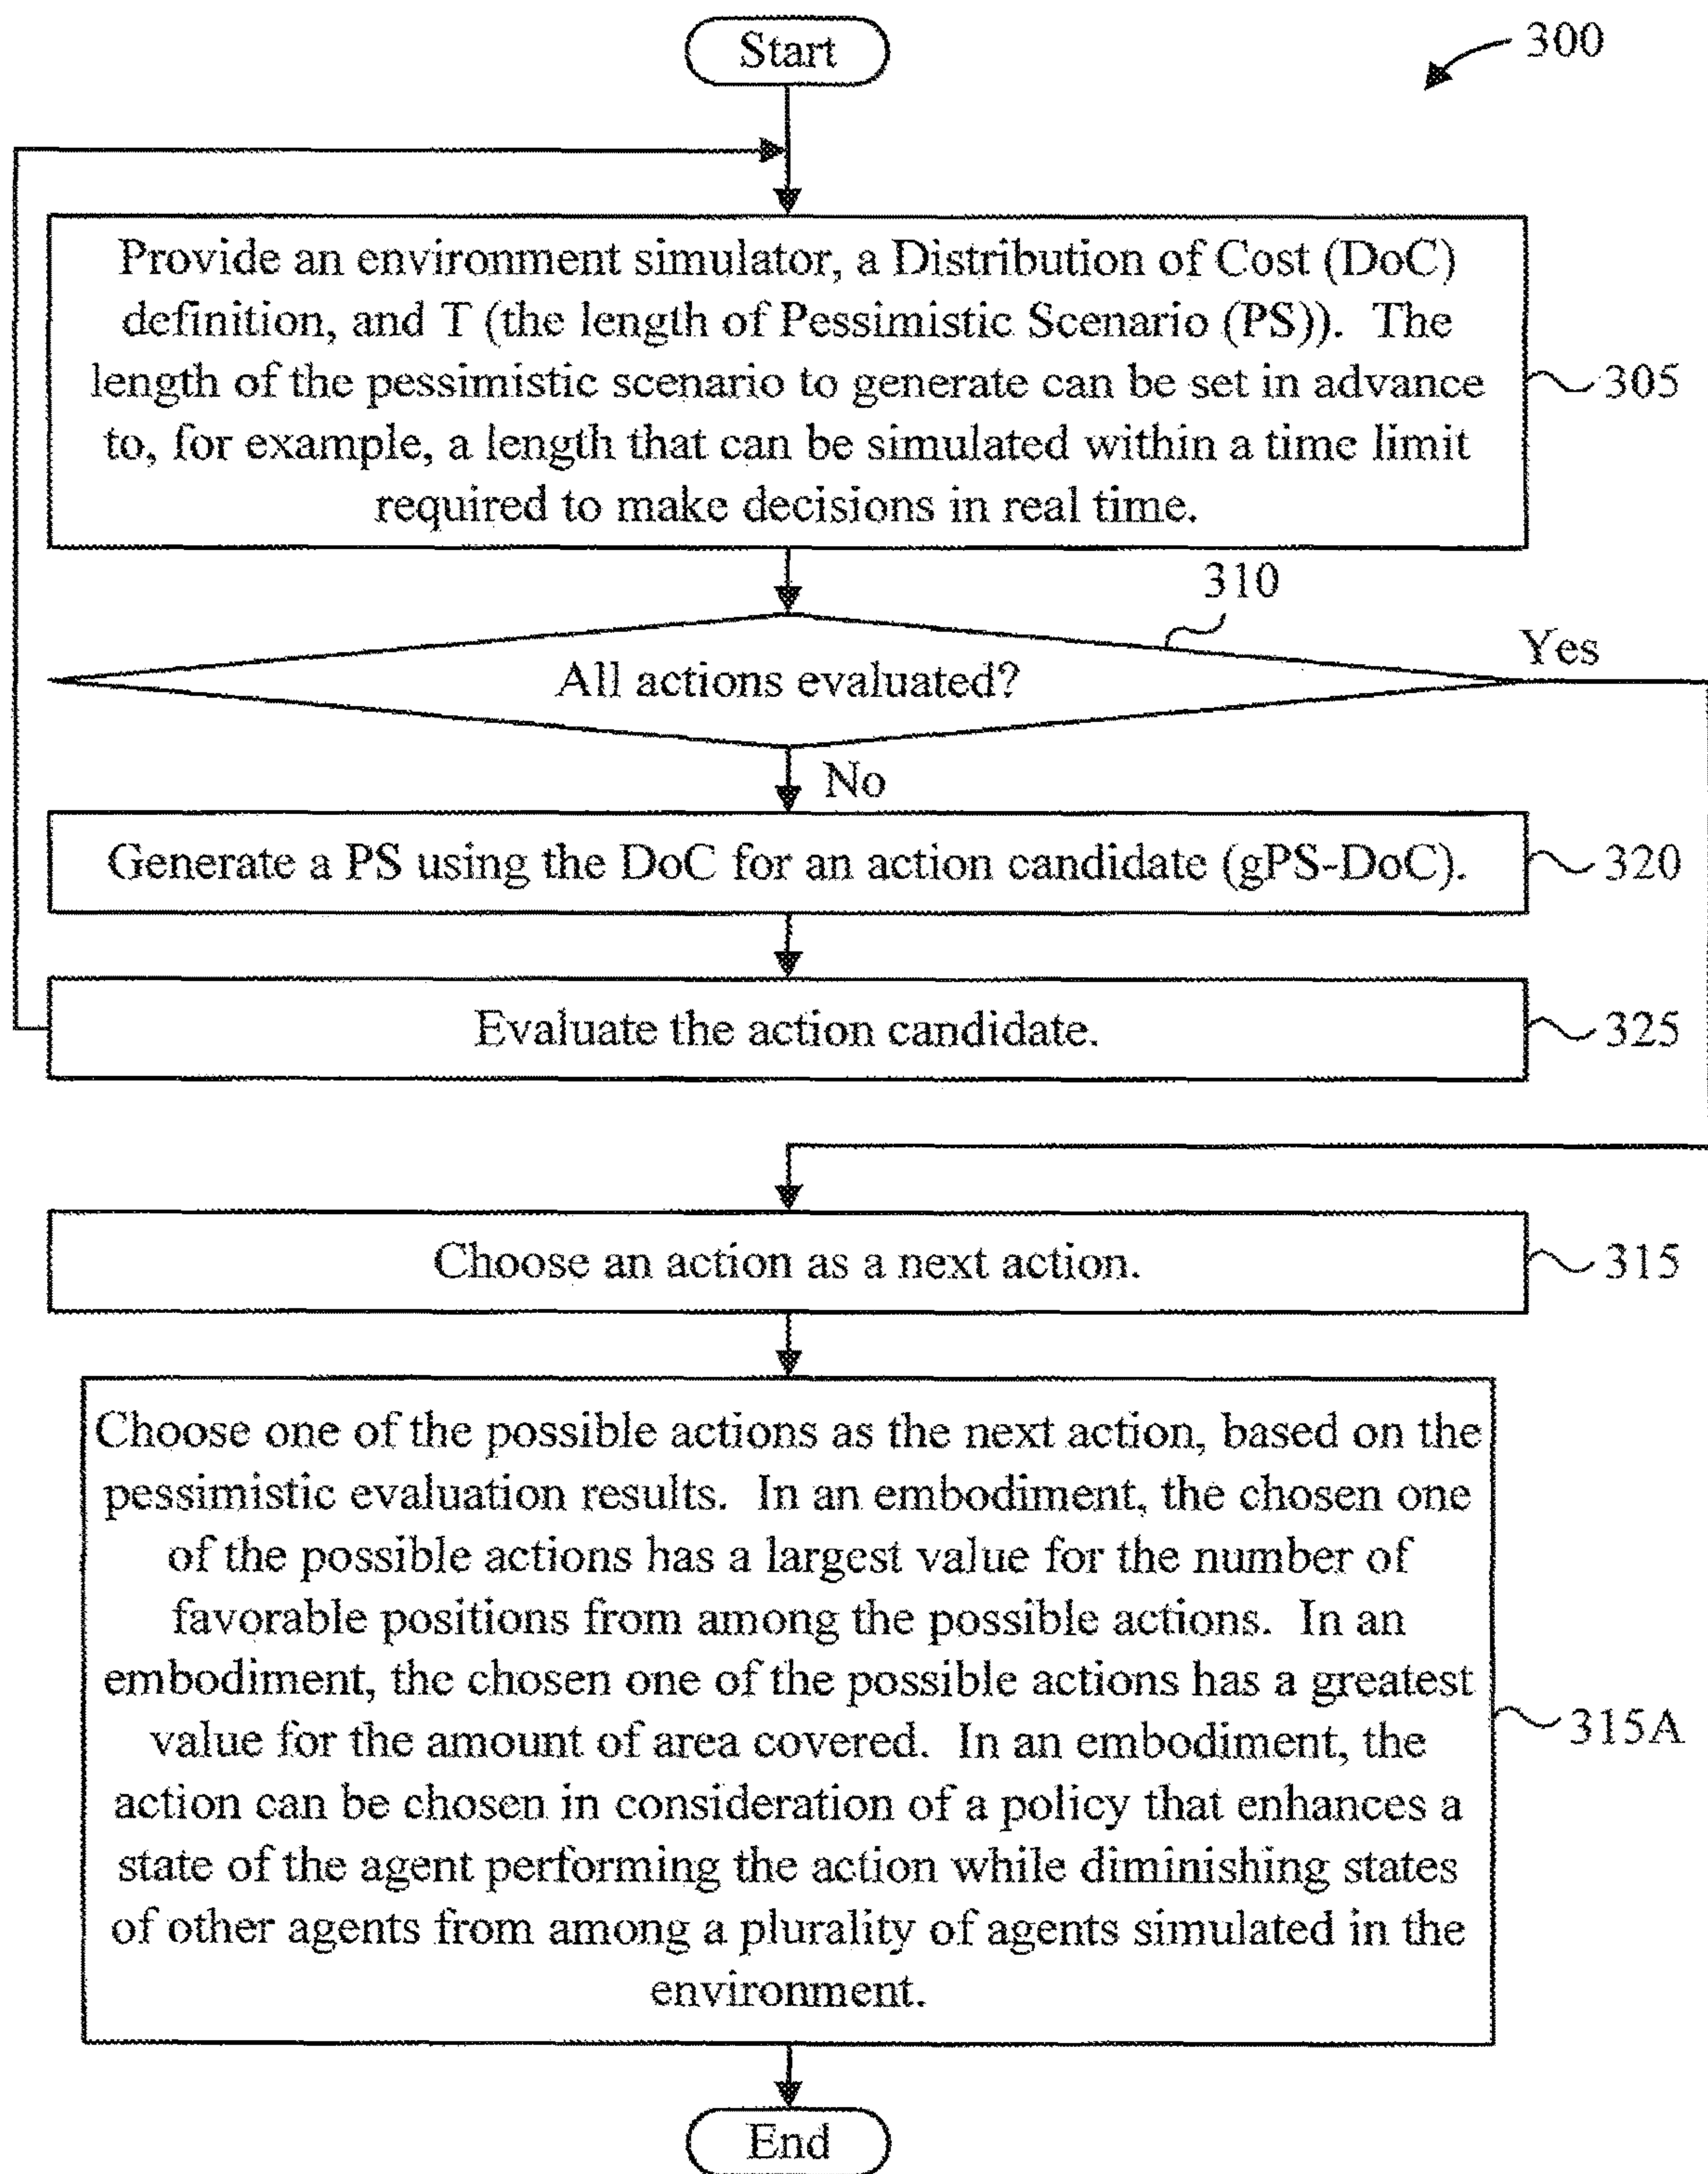 Start
300
Provide an environment simulator, a Distribution of Cost (DoC)
definition, and T (the length of Pessimistic Scenario (PS)). The
length of the pessimistic scenario to generate can be set in advance
to, for example, a length that can be simulated within a time limit
required to make decisions in real time.
305
310
All actions evaluated?
Yes
No
Generate a PS using the DoC for an action candidate (gPS-DoC).
320
Evaluate the action candidate.
325
Choose an action as a next action.
315
Choose one of the possible actions as the next action, based on the
pessimistic evaluation results. In an embodiment, the chosen one
of the possible actions has a largest value for the number of
favorable positions from among the possible actions. In an
embodiment, the chosen one of the possible actions has a greatest
value for the amount of area covered. In an embodiment, the
action can be chosen in consideration of a policy that enhances a
state of the agent performing the action while diminishing states
of other agents from among a plurality of agents simulated in the
environment.
315A
End